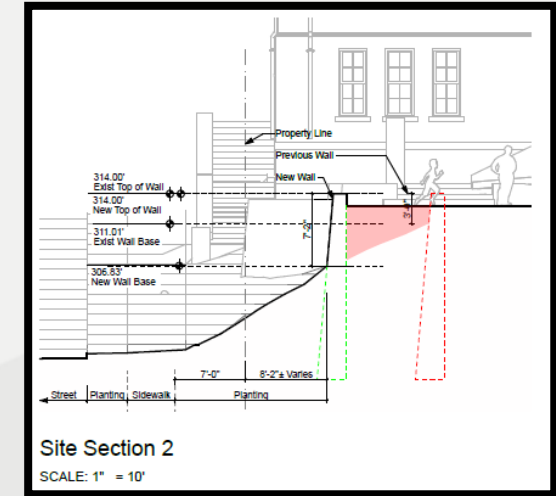 Property Line
Previous Wall
New Wall
314.00'
Exist Top of Wall
314.00'
New Top of Wall
311.01'
Exist Wall Base
306.83'
New Wall Base
7'-2"
7'-0"
8'-2"± Varies
Street Planting Sidewalk Planting
Site Section 2
SCALE: 1" = 10'